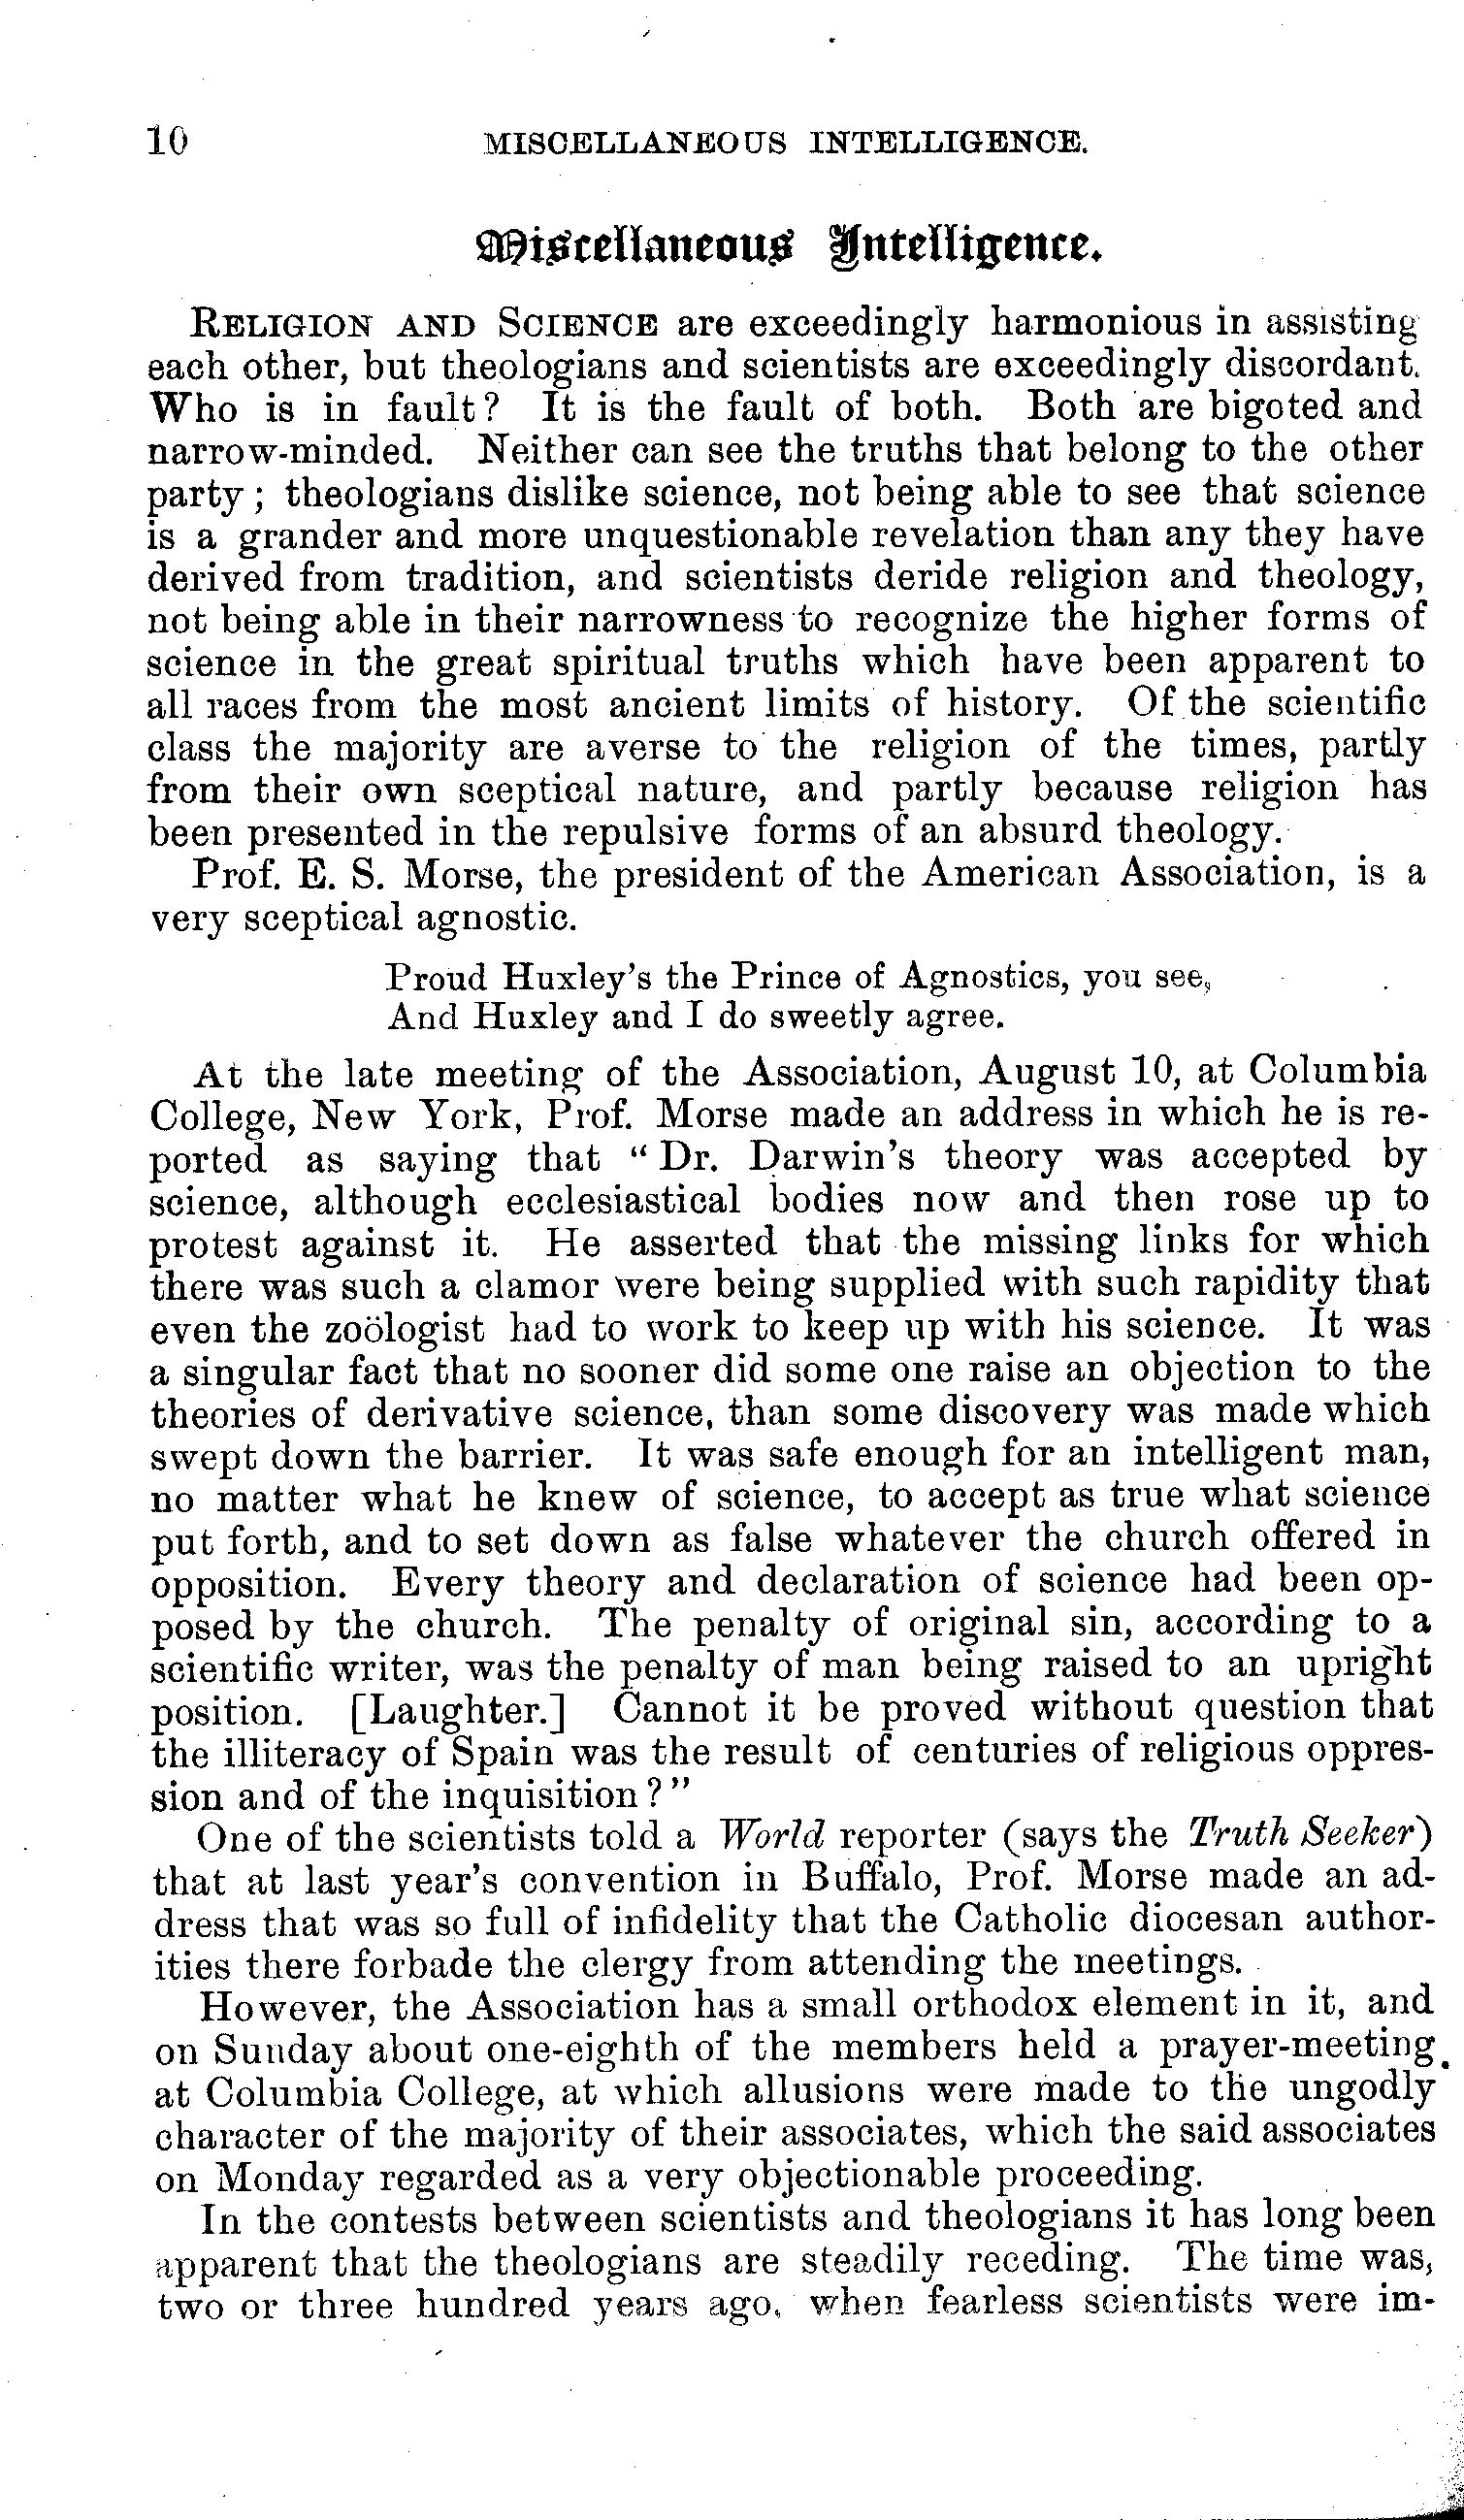 10 MISCELLANEOUS INTELLIGENCE.
Miscellaneous Intelligence.
RELIGION AND SCIENCE are exceedingly harmonious in assisting
each other, but theologians and scientists are exceedingly discordant.
Who is in fault? It is the fault of both. Both are bigoted and
narrow-minded. Neither can see the truths that belong to the other
party; theologians dislike science, not being able to see that science
is a grander and more unquestionable revelation than any they have
derived from tradition, and scientists deride religion and theology,
not being able in their narrowness to recognize the higher forms of
science in the great spiritual truths which have been apparent to
all races from the most ancient limits of history. Of the scientific
class the majority are averse to the religion of the times, partly
from their own sceptical nature, and partly because religion has
been presented in the repulsive forms of an absurd theology.
Prof. E. S. Morse, the president of the American Association, is a
very sceptical agnostic.
Proud Huxley's the Prince of Agnostics, you see,
And Huxley and I do sweetly agree.
At the late meeting of the Association, August 10, at Columbia
College, New York, Prof. Morse made an address in which he is re-
ported as saying that "Dr. Darwin's theory was accepted by
science, although ecclesiastical bodies now and then rose up to
protest against it. He asserted that the missing links for which
there was such a clamor were being supplied with such rapidity that
even the zoölogist had to work to keep up with his science. It was
a singular fact that no sooner did some one raise an objection to the
theories of derivative science, than some discovery was made which
swept down the barrier. It was safe enough for an intelligent man,
no matter what he knew of science, to accept as true what science
put forth, and to set down as false whatever the church offered in
opposition. Every theory and declaration of science had been op-
posed by the church. The penalty of original sin, according to a
scientific writer, was the penalty of man being raised to an upright
position. [Laughter.] Cannot it be proved without question that
the illiteracy of Spain was the result of centuries of religious oppres-
sion and of the inquisition?"
One of the scientists told a World reporter (says the Truth Seeker)
that at last year's convention in Buffalo, Prof. Morse made an ad-
dress that was so full of infidelity that the Catholic diocesan author-
ities there forbade the clergy from attending the meetings.
However, the Association has a small orthodox element in it, and
on Sunday about one-eighth of the members held a prayer-meeting.
at Columbia College, at which allusions were made to the ungodly
character of the majority of their associates, which the said associates
on Monday regarded as a very objectionable proceeding.
In the contests between scientists and theologians it has long been
apparent that the theologians are steadily receding. The time was,
two or three hundred years ago, when fearless scientists were im-